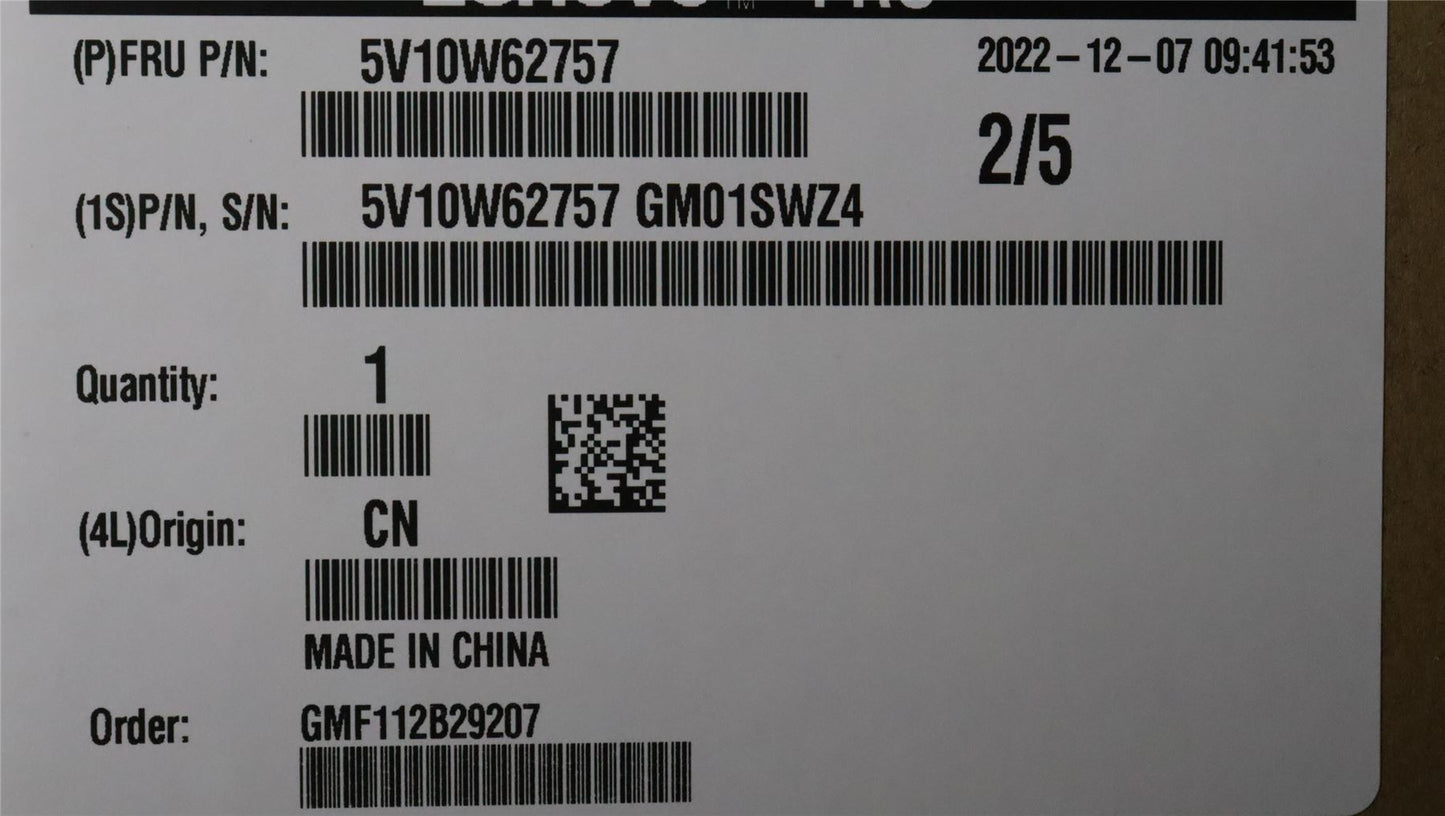 (P)FRU P/N: 5V10W62757 2022-12-07 09:41:53
2/5
(1S)P/N, S/N: 5V10W62757 GM01SWZ4
Quantity: 1
(4L)Origin: CN
MADE IN CHINA
Order: GMF112B29207